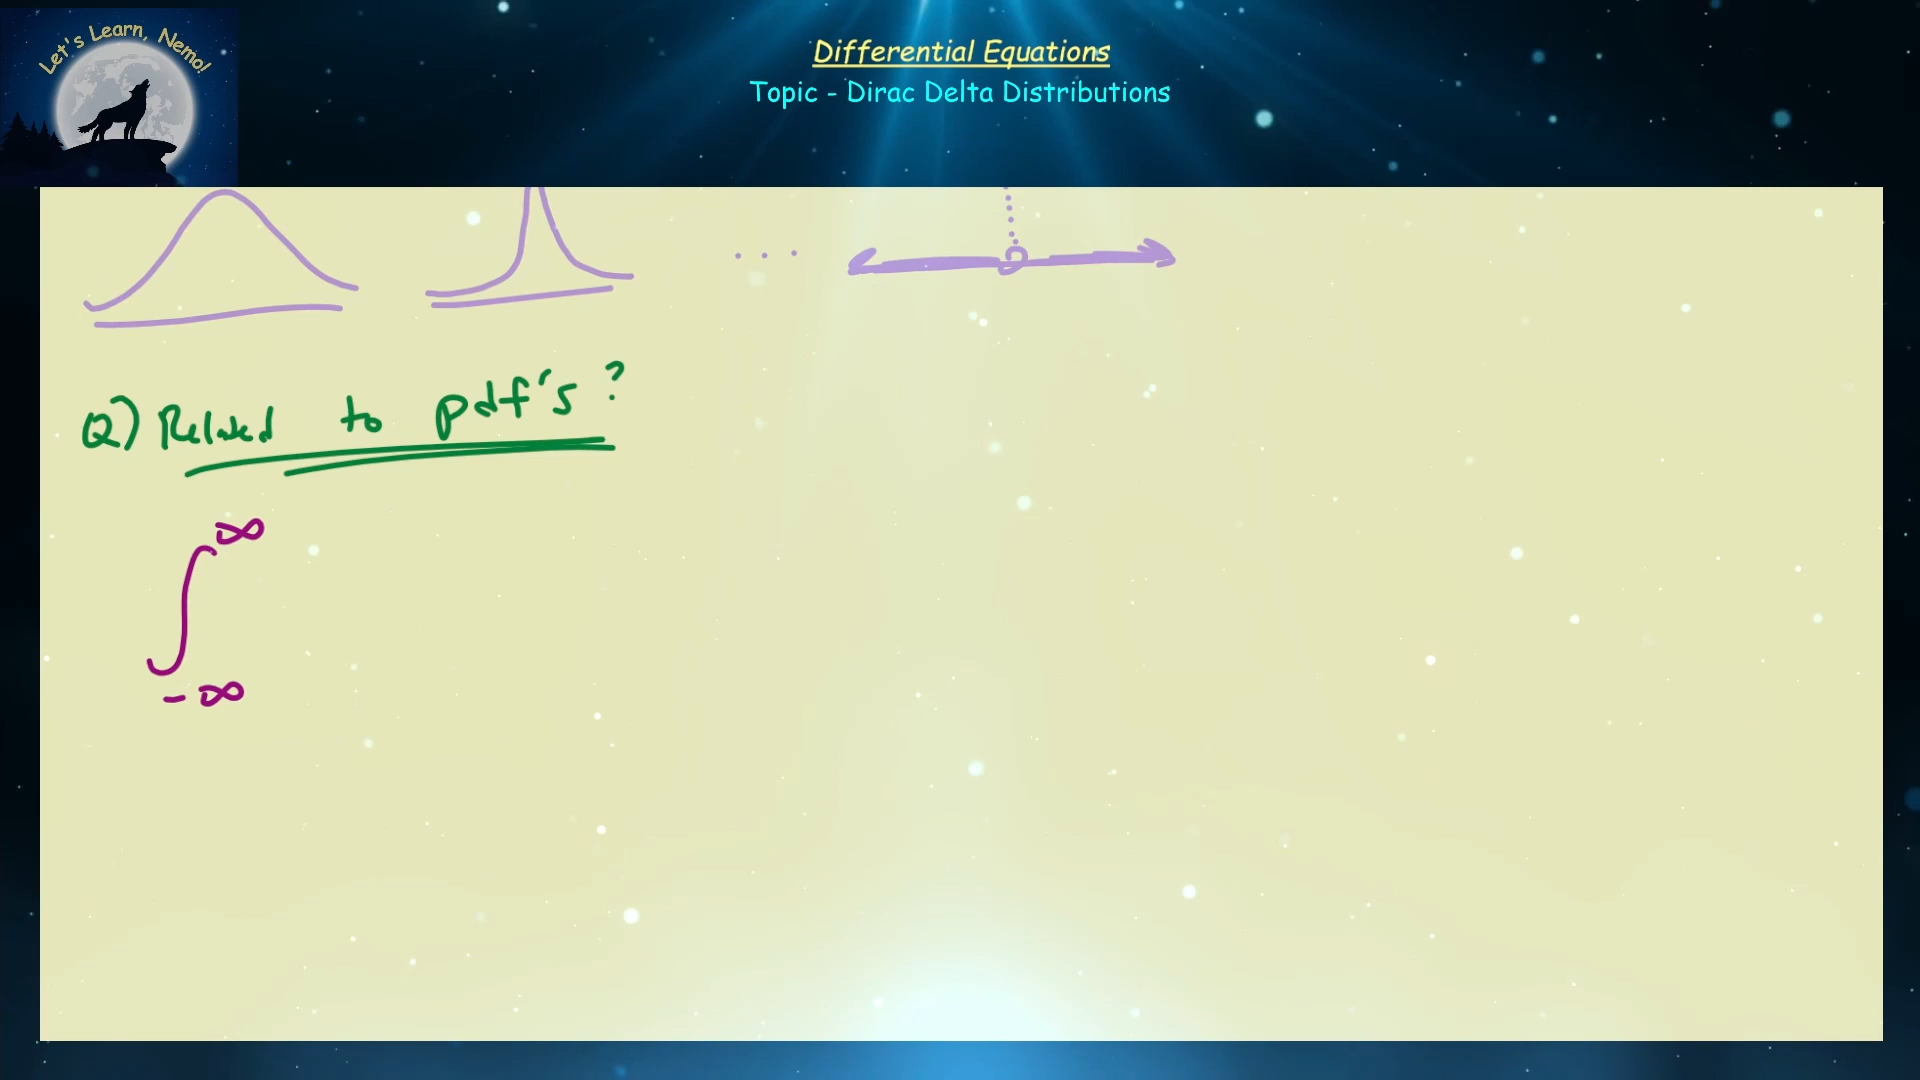 Let's Learn, Nemo!
Differential Equations
Topic - Dirac Delta Distributions
. . .
Q) Related to pdf's ?
∫
∞
- ∞